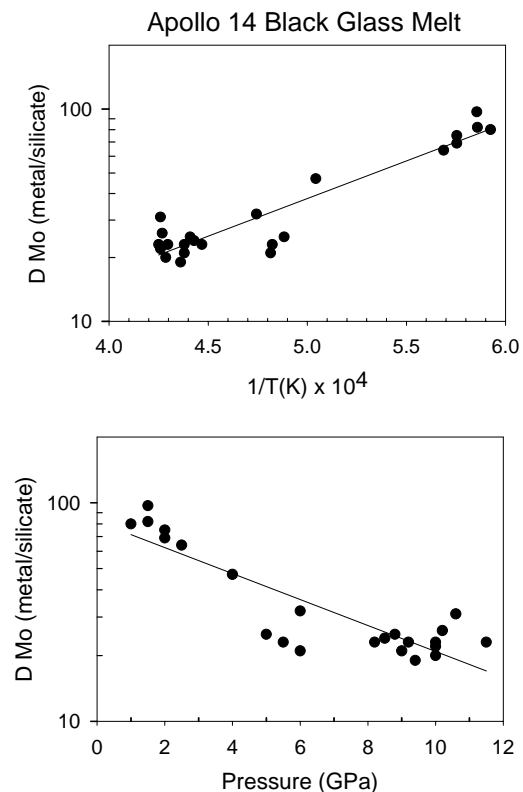 Apollo 14 Black Glass Melt
D Mo (metal/silicate)
100
10
4.0 4.5 5.0 5.5 6.0
1/T(K) x 10⁴
D Mo (metal/silicate)
100
10
0 2 4 6 8 10 12
Pressure (GPa)